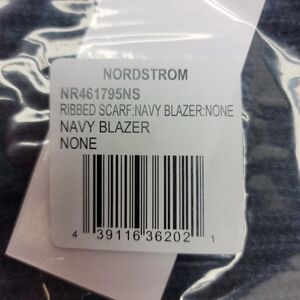 NORDSTROM
NR461795NS
RIBBED SCARF:NAVY BLAZER:NONE
NAVY BLAZER
NONE
4 39116 36202 1